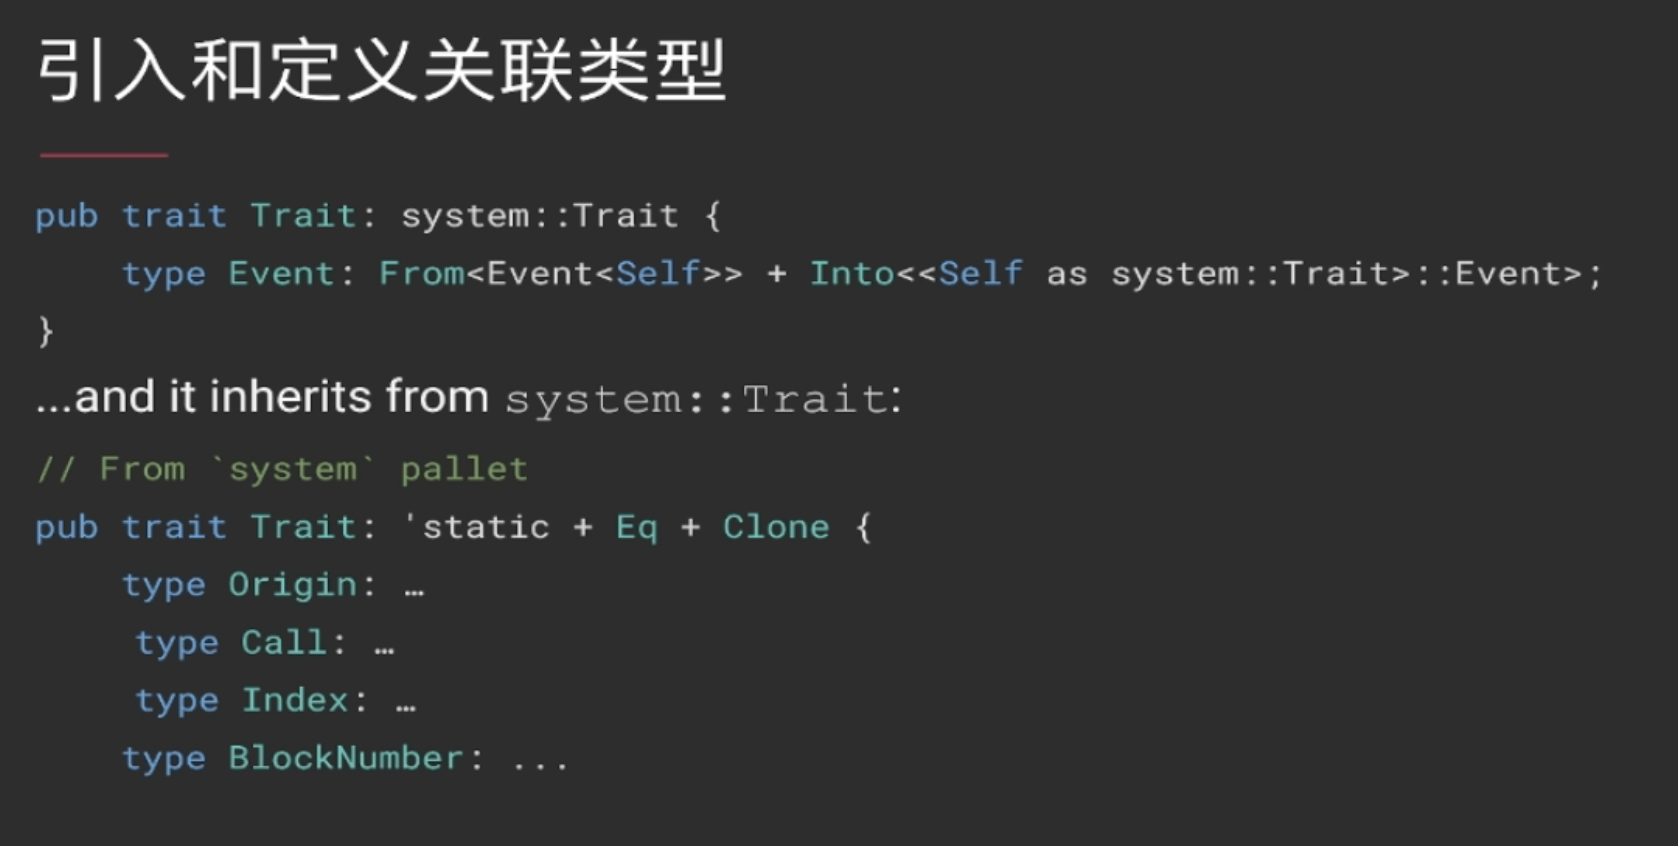 引入和定义关联类型
pub trait Trait: system::Trait {
    type Event: From<Event<Self>> + Into<<Self as system::Trait>::Event>;
}
...and it inherits from system::Trait:
// From `system` pallet
pub trait Trait: 'static + Eq + Clone {
    type Origin: …
    type Call: …
    type Index: …
    type BlockNumber: ...